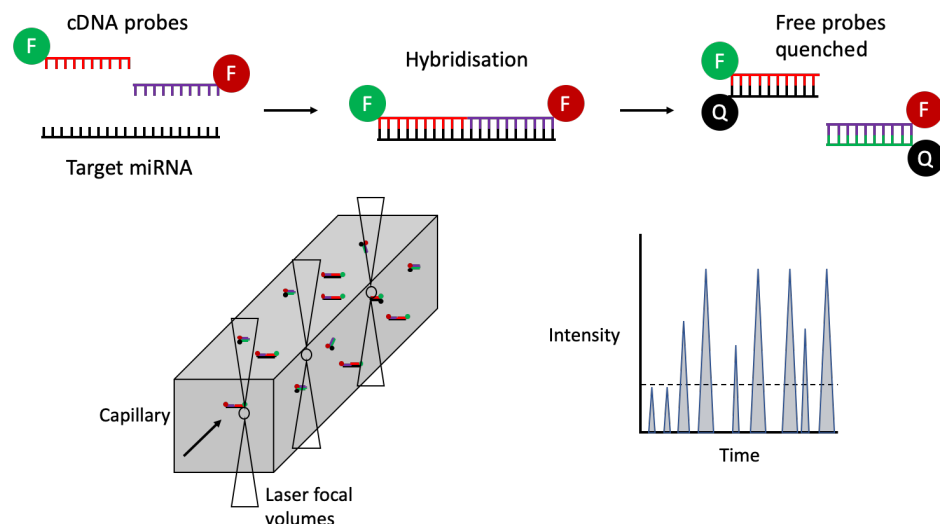 cDNA probes
F
F
Target miRNA
Hybridisation
F
F
Free probes
quenched
F
Q
F
Q
Capillary
Laser focal
volumes
Intensity
Time